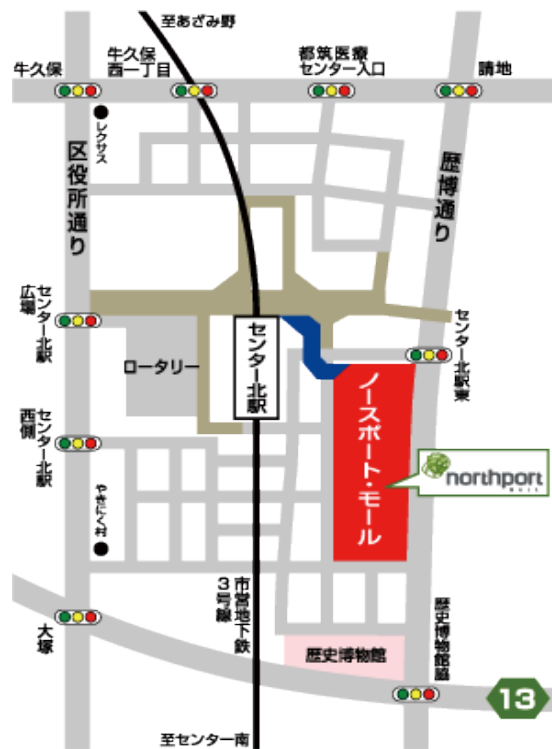 至あざみ野
牛久保
牛久保
西一丁目
都筑医療
センター入口
請地
レクサス
区役所通り
歴博通り
センター北駅
広場
ロータリー
センター北駅
センター北駅東
センター北駅
西側
ノースポート・モール
northport
MALL
やきにく村
市営地下鉄
3号線
大塚
歴史博物館
歴史博物館脇
13
至センター南